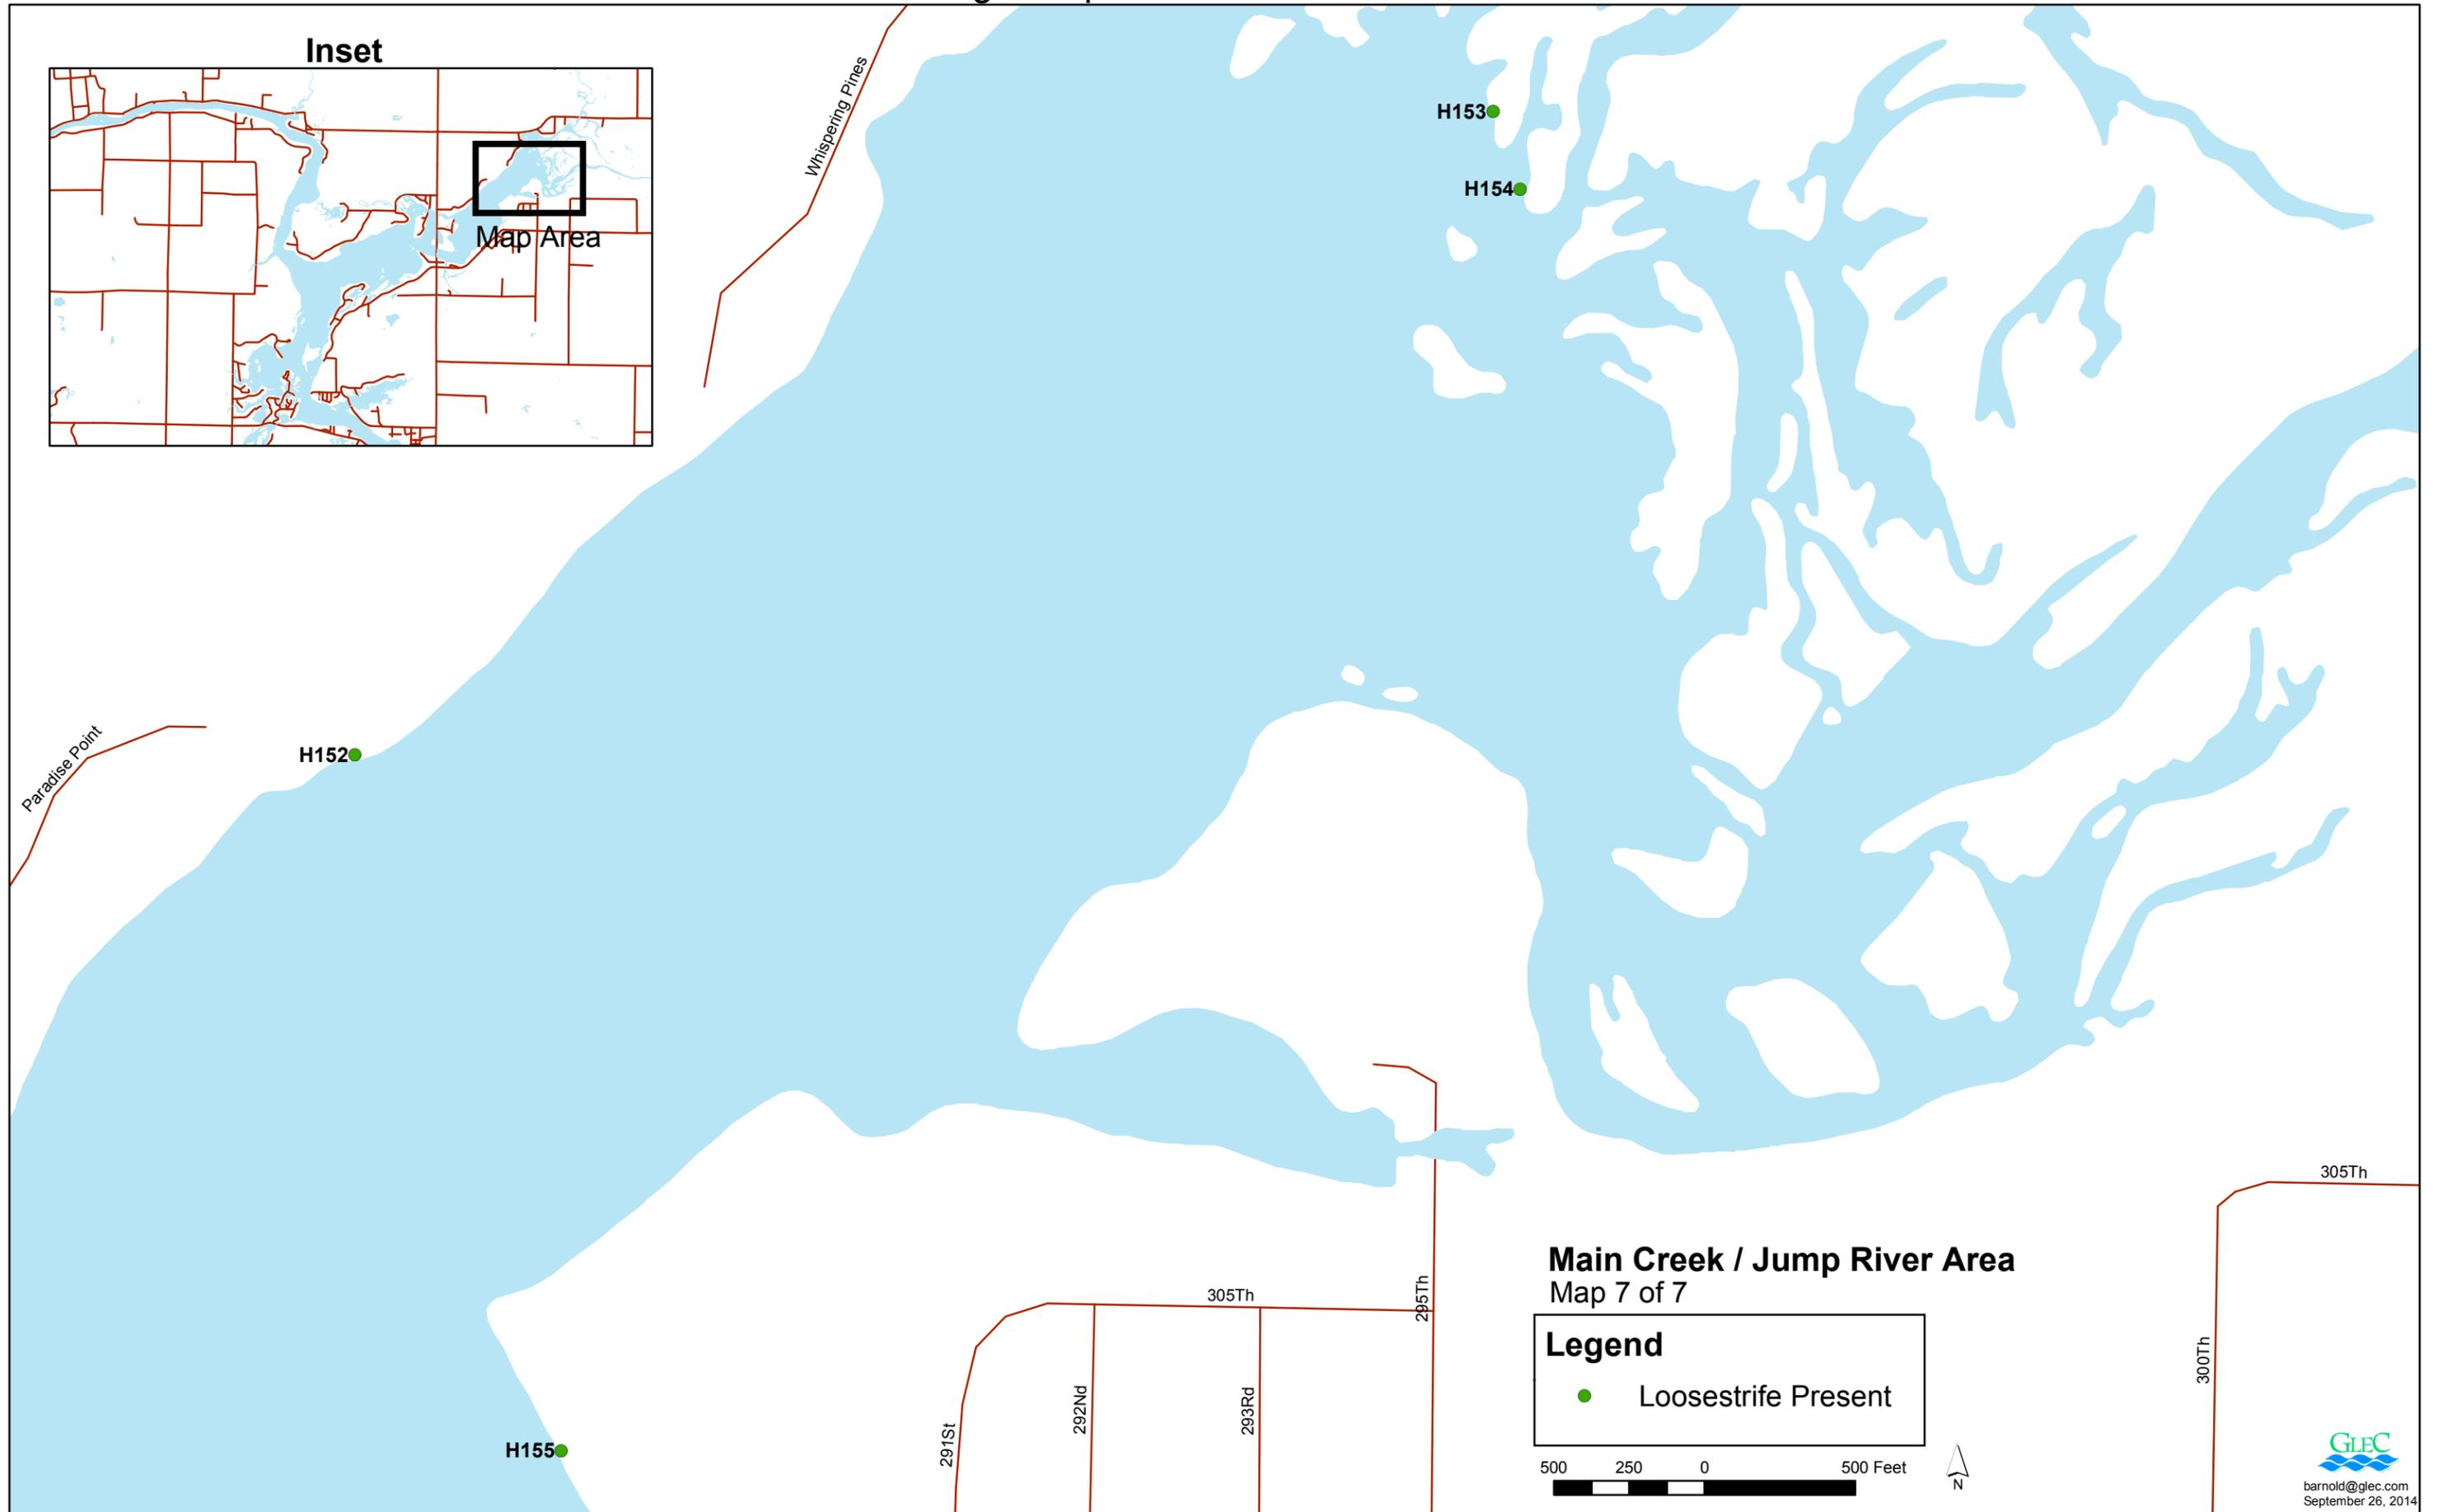 Inset
Map Area
Whispering Pines
H153
H154
Paradise Point
H152
305Th
305Th
295Th
Main Creek / Jump River Area
Map 7 of 7
Legend
Loosestrife Present
300Th
291St
292Nd
293Rd
H155
500 250 0 500 Feet
N
GLEC
barnold@glec.com
September 26, 2014